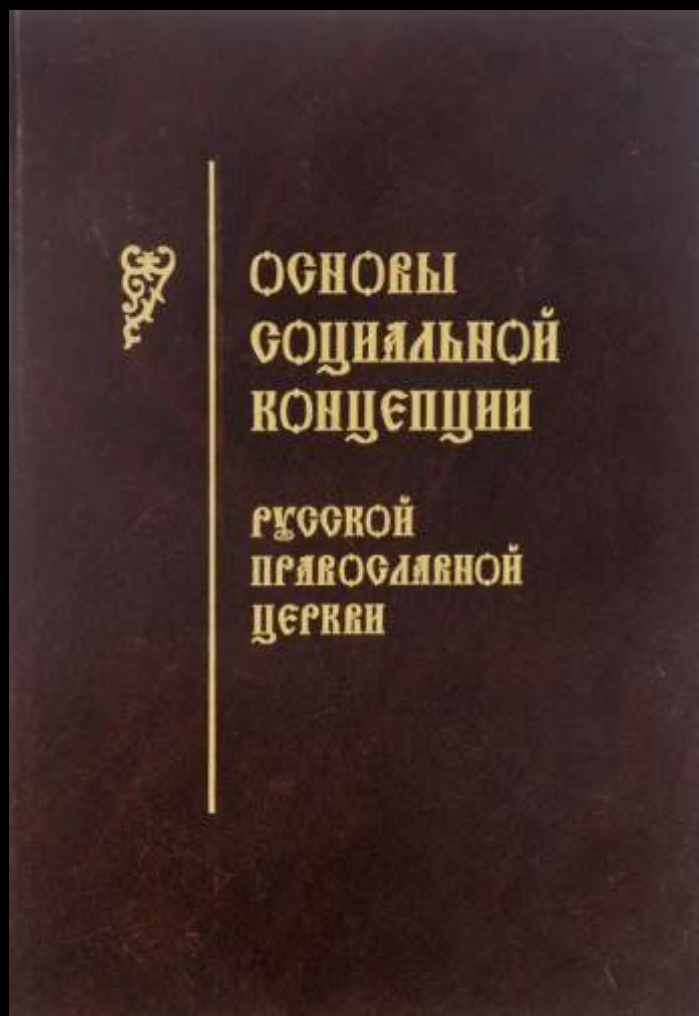 ОСНОВЫ
СОЦИАЛЬНОЙ
КОНЦЕПЦИИ
РУССКОЙ
ПРАВОСЛАВНОЙ
ЦЕРКВИ